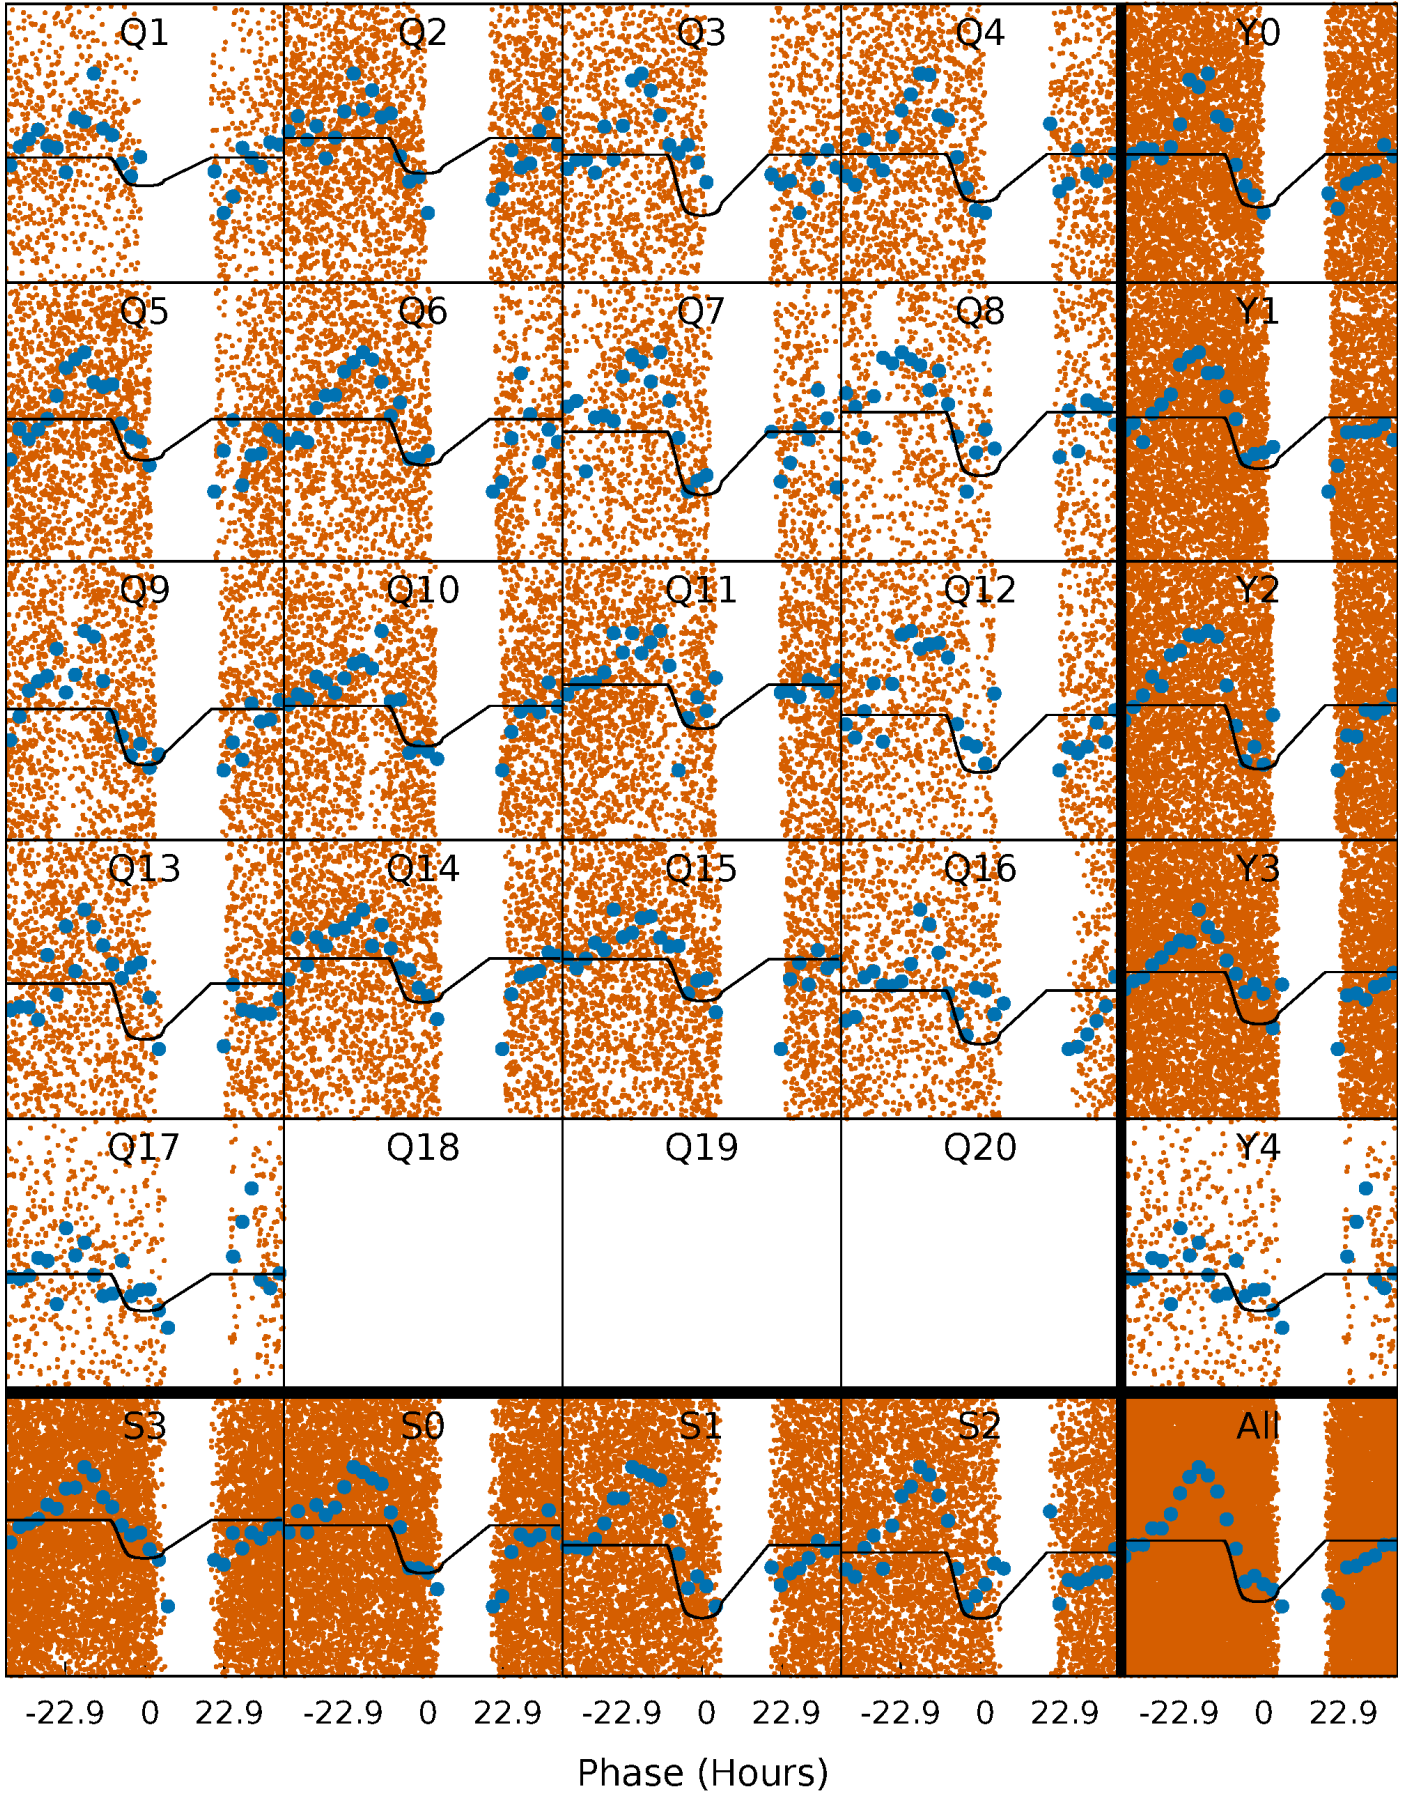 Q1 Q2 Q3 Q4 Y0
Q5 Q6 Q7 Q8 Y1
Q9 Q10 Q11 Q12 Y2
Q13 Q14 Q15 Q16 Y3
Q17 Q18 Q19 Q20 Y4
S3 S0 S1 S2 All
-22.9 0 22.9 -22.9 0 22.9 -22.9 0 22.9 -22.9 0 22.9 -22.9 0 22.9
Phase (Hours)